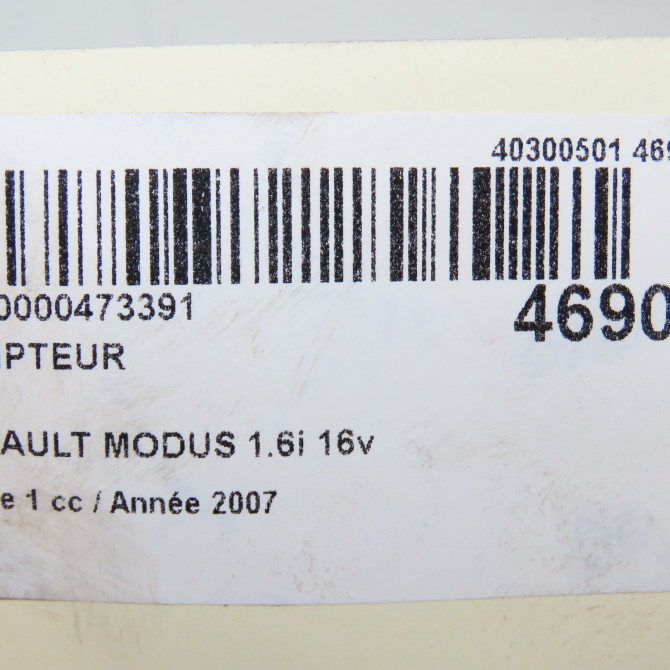 40300501 469
0000473391
4690
PTEUR
AULT MODUS 1.6i 16v
e 1 cc / Année 2007